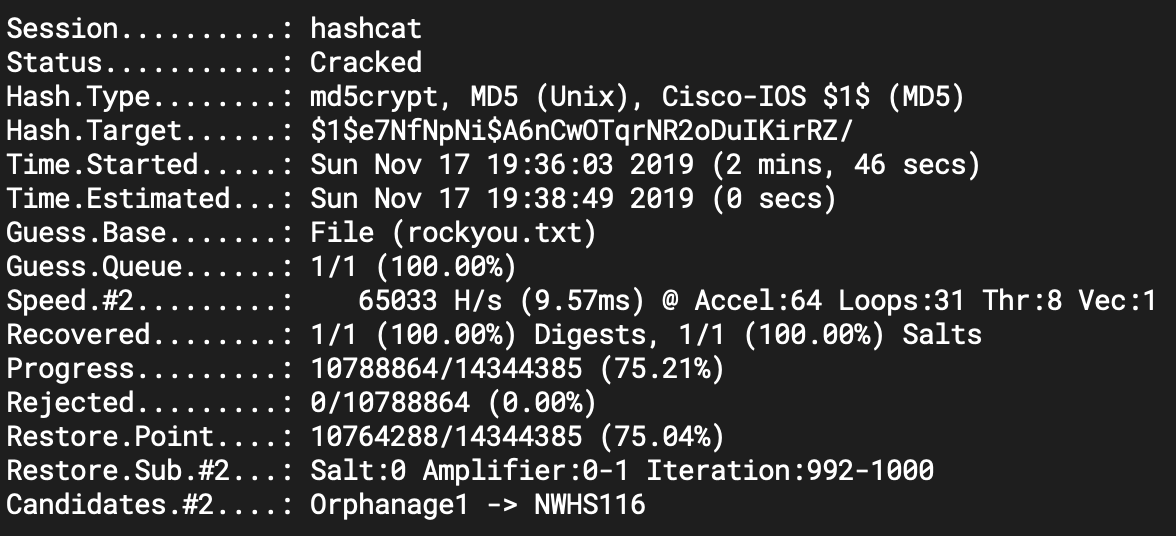 Session..........: hashcat
Status...........: Cracked
Hash.Type........: md5crypt, MD5 (Unix), Cisco-IOS $1$ (MD5)
Hash.Target......: $1$e7NfNpNi$A6nCwOTqrNR2oDuIKirRZ/
Time.Started.....: Sun Nov 17 19:36:03 2019 (2 mins, 46 secs)
Time.Estimated...: Sun Nov 17 19:38:49 2019 (0 secs)
Guess.Base.......: File (rockyou.txt)
Guess.Queue......: 1/1 (100.00%)
Speed.#2.........:    65033 H/s (9.57ms) @ Accel:64 Loops:31 Thr:8 Vec:1
Recovered........: 1/1 (100.00%) Digests, 1/1 (100.00%) Salts
Progress.........: 10788864/14344385 (75.21%)
Rejected.........: 0/10788864 (0.00%)
Restore.Point....: 10764288/14344385 (75.04%)
Restore.Sub.#2...: Salt:0 Amplifier:0-1 Iteration:992-1000
Candidates.#2....: Orphanage1 -> NWHS116